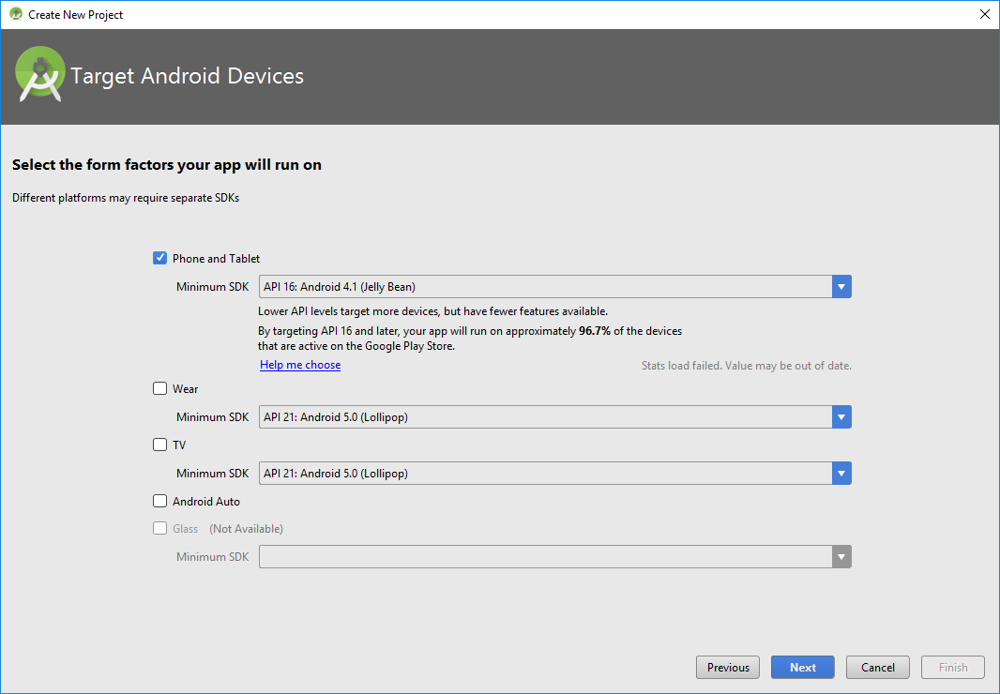 Create New Project
Target Android Devices
Select the form factors your app will run on
Different platforms may require separate SDKs
Phone and Tablet
Minimum SDK API 16: Android 4.1 (Jelly Bean)
Lower API levels target more devices, but have fewer features available.
By targeting API 16 and later, your app will run on approximately 96.7% of the devices
that are active on the Google Play Store.
Help me choose Stats load failed. Value may be out of date.
Wear
Minimum SDK API 21: Android 5.0 (Lollipop)
TV
Minimum SDK API 21: Android 5.0 (Lollipop)
Android Auto
Glass (Not Available)
Minimum SDK
Previous Next Cancel Finish